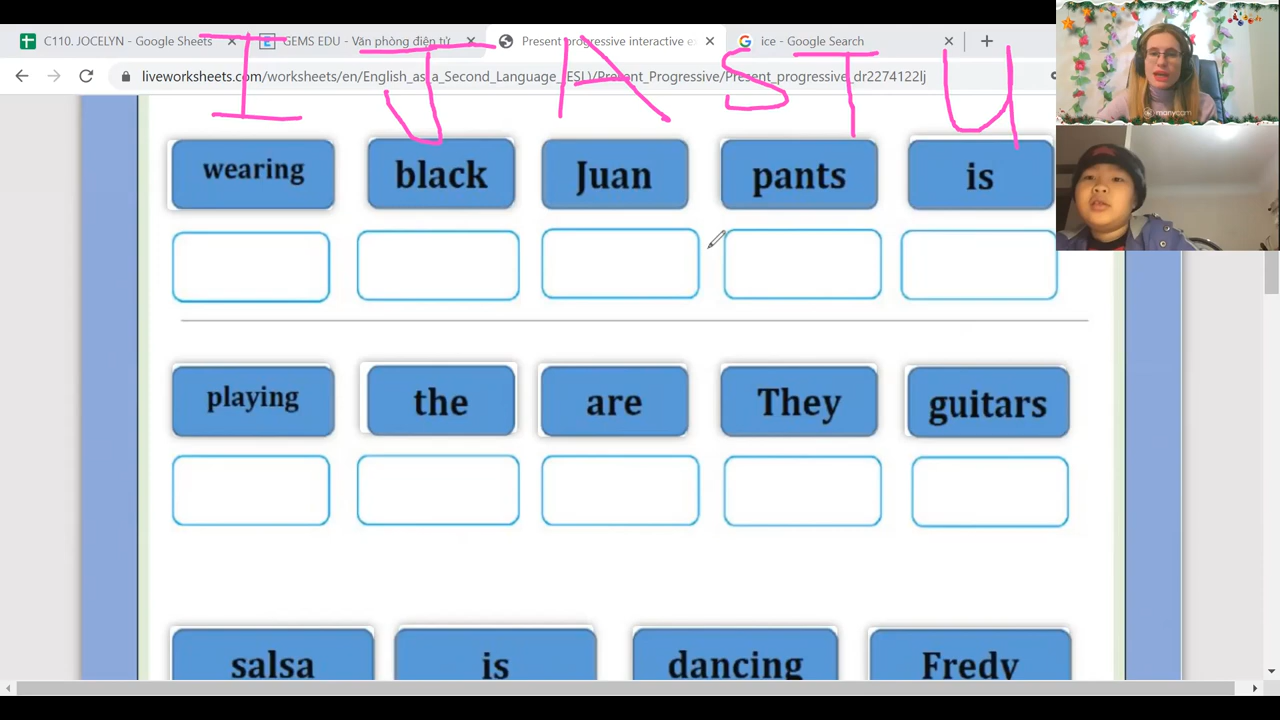 C110. JOCELYN - Google Sheets GEMS EDU - Văn phòng điện tử Present progressive interactive ex ice - Google Search
liveworksheets.com/worksheets/en/English_as_a_Second_Language_(ESL)/Present_Progressive/Present_progressive_dr2274122lj
I J A S T U
manycam
wearing black Juan pants is
playing the are They guitars
salsa is dancing Fredy